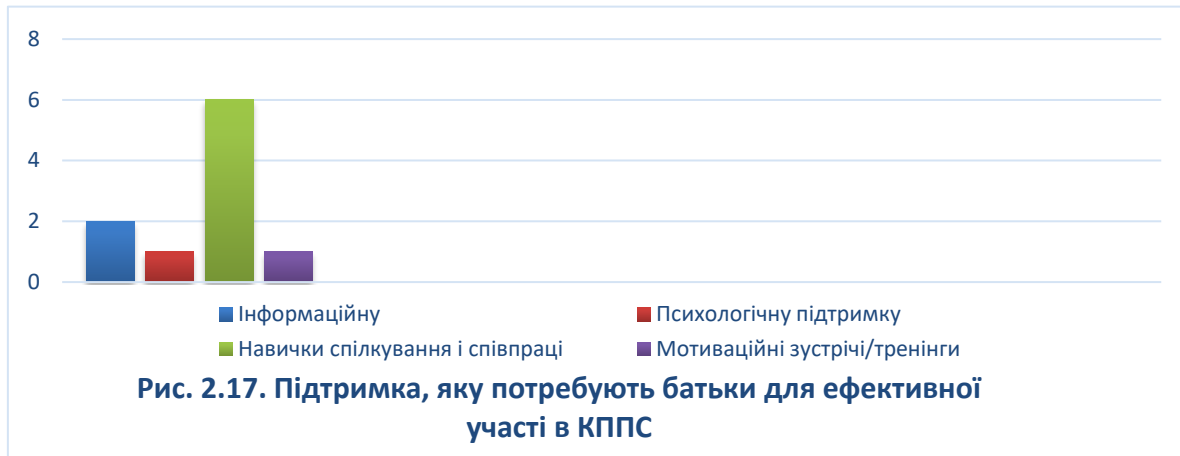 8
6
4
2
0
Інформаційну
Психологічну підтримку
Навички спілкування і співпраці
Мотиваційні зустрічі/тренінги
Рис. 2.17. Підтримка, яку потребують батьки для ефективної
участі в КППС